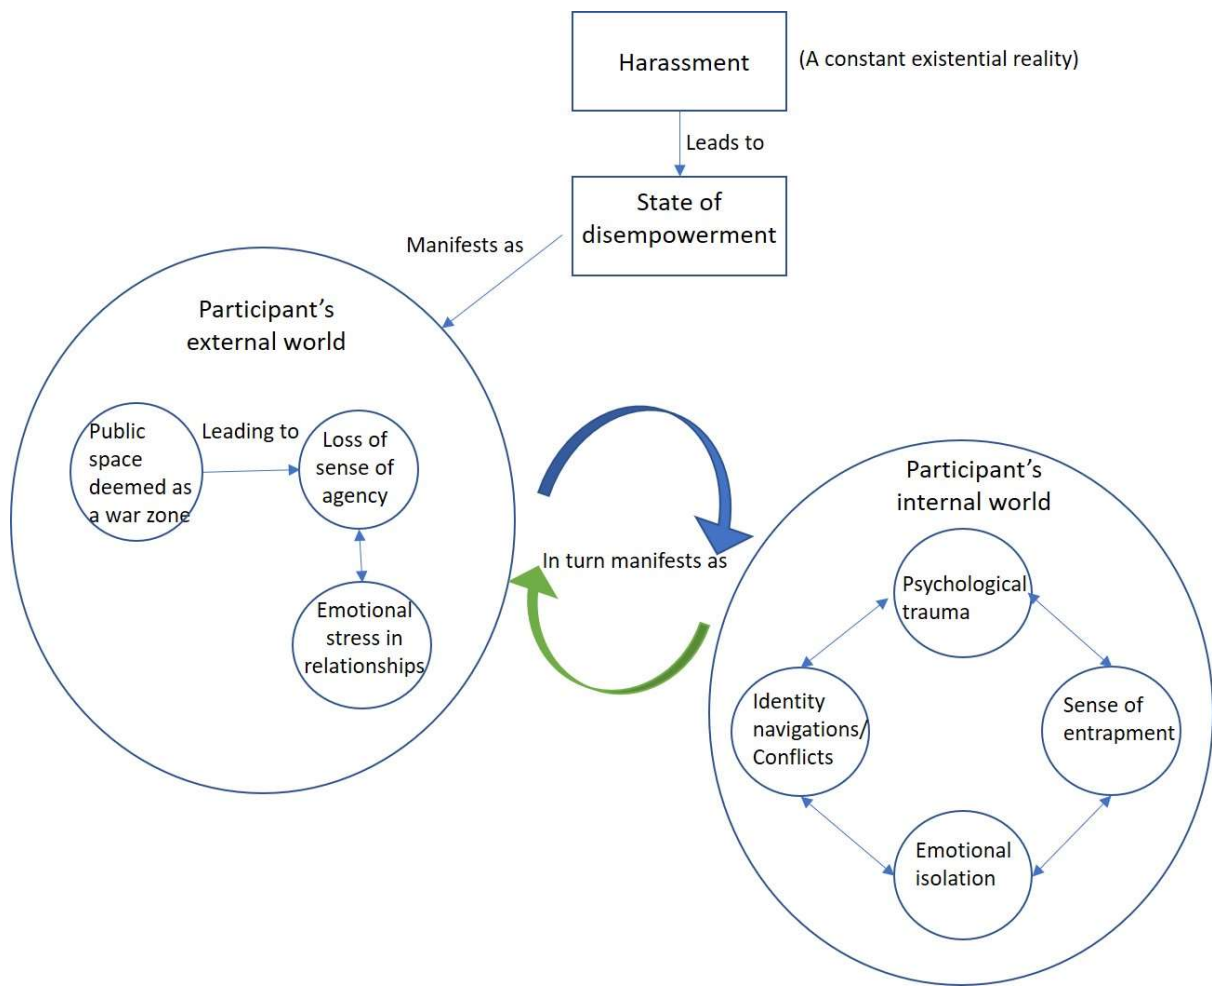 Harassment
(A constant existential reality)
Leads to
State of
disempowerment
Manifests as
Participant's
external world
Public
space
deemed as
a war zone
Leading to
Loss of
sense of
agency
Emotional
stress in
relationships
In turn manifests as
Participant's
internal world
Psychological
trauma
Identity
navigations/
Conflicts
Sense of
entrapment
Emotional
isolation